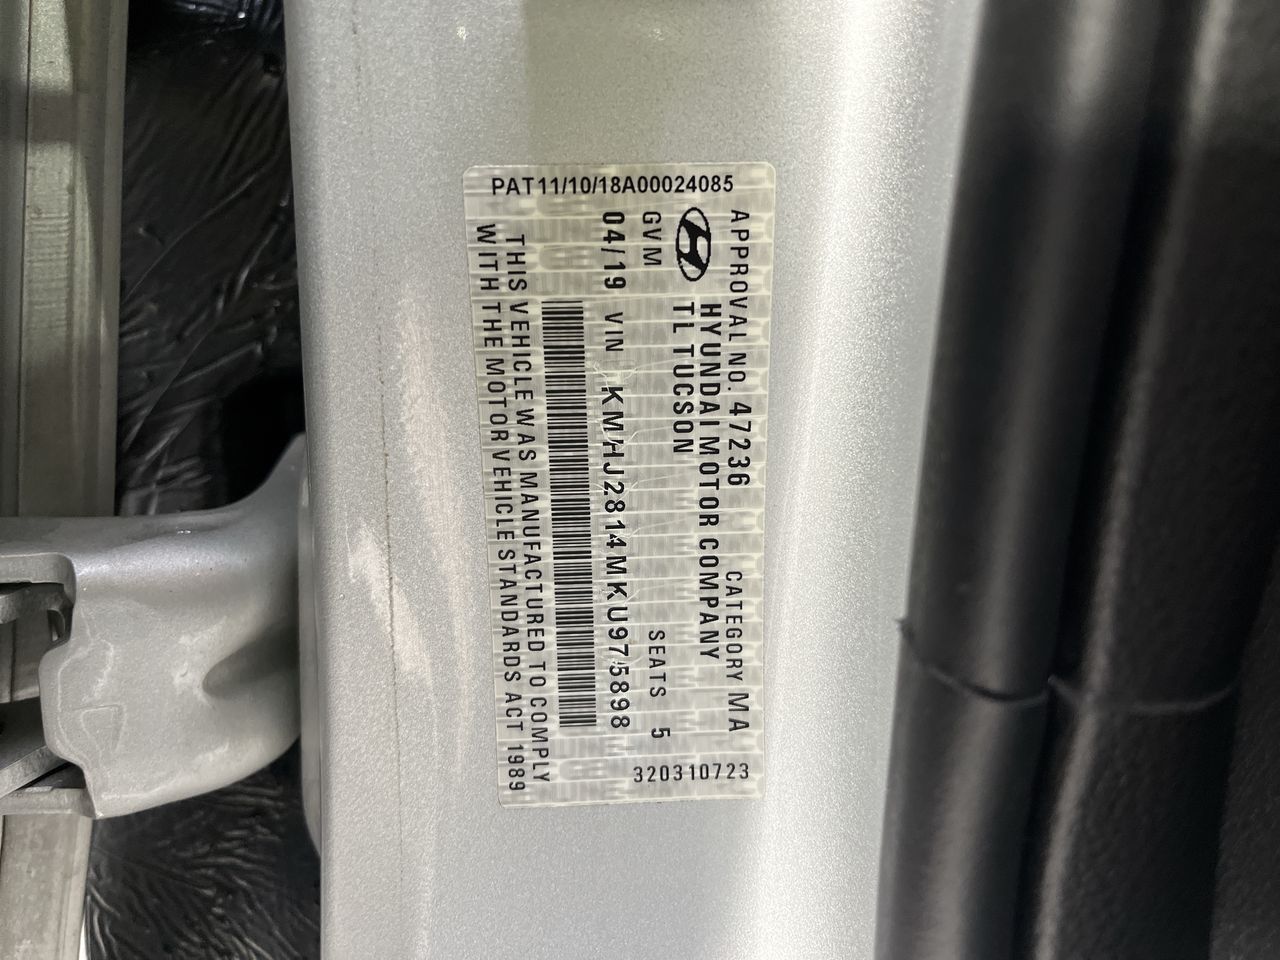 PAT11/10/18A00024085
APPROVAL NO. 47236 CATEGORY MA
HYUNDAI MOTOR COMPANY
TL TUCSON
GVM SEATS 5
04/19 VIN KMHJ2814MKU975898
THIS VEHICLE WAS MANUFACTURED TO COMPLY
WITH THE MOTOR VEHICLE STANDARDS ACT 1989
320310723